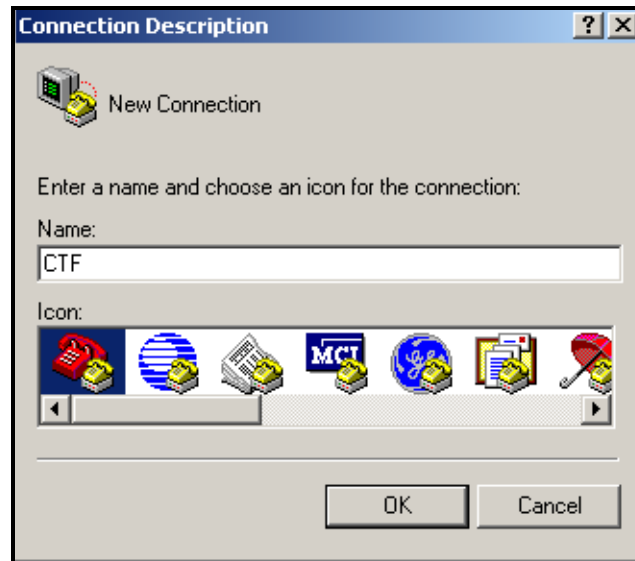 Connection Description
New Connection
Enter a name and choose an icon for the connection:
Name:
CTF
Icon:
MCI
OK
Cancel